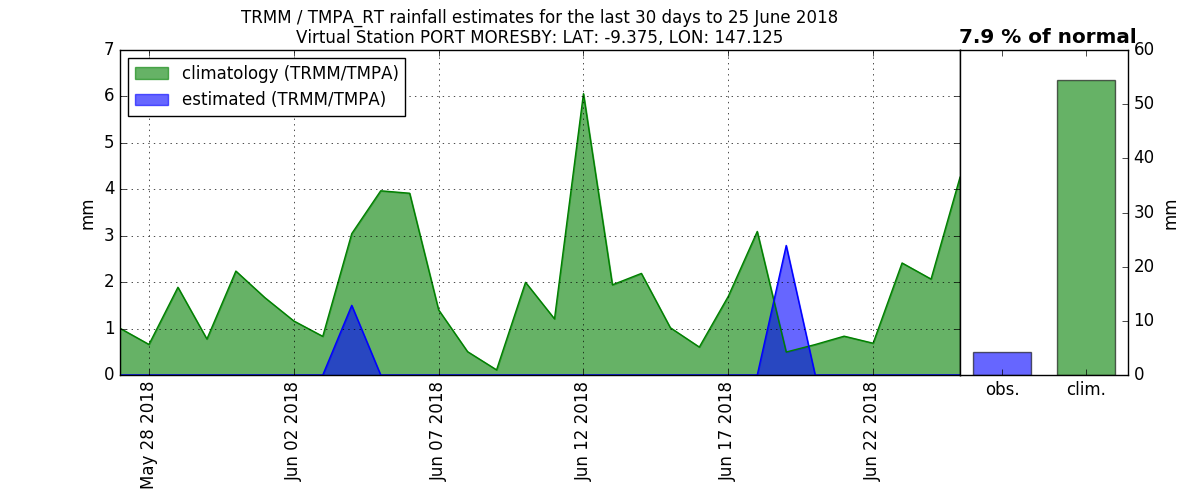 TRMM / TMPA_RT rainfall estimates for the last 30 days to 25 June 2018
Virtual Station PORT MORESBY: LAT: -9.375, LON: 147.125
7.9 % of normal
climatology (TRMM/TMPA)
estimated (TRMM/TMPA)
mm
7
6
5
4
3
2
1
0
May 28 2018
Jun 02 2018
Jun 07 2018
Jun 12 2018
Jun 17 2018
Jun 22 2018
obs.
clim.
60
50
40
30
20
10
0
mm